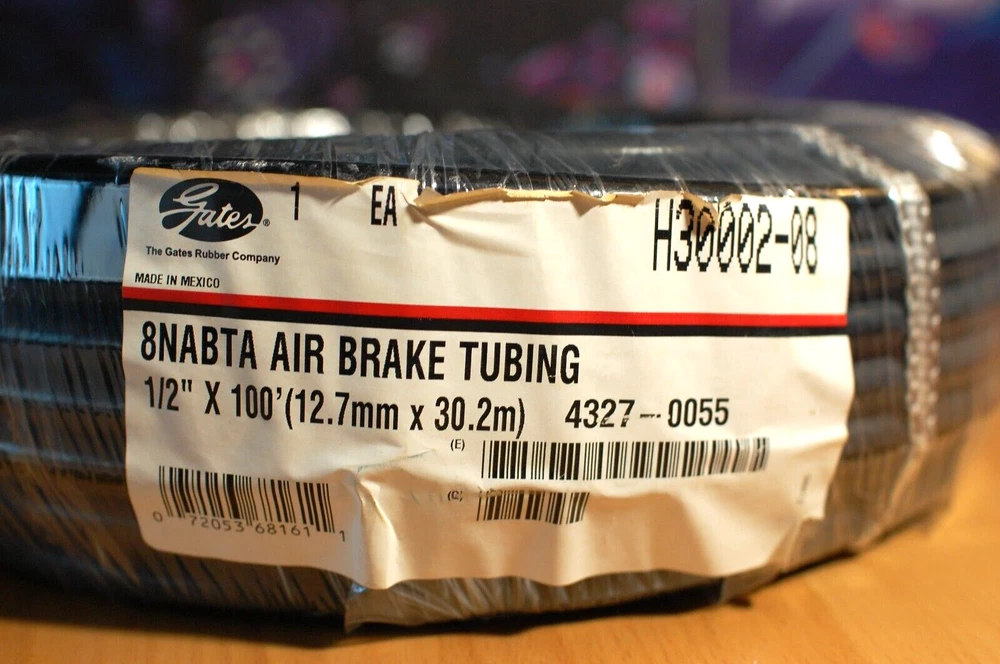 Gates ®
1 EA H30002-08
The Gates Rubber Company
MADE IN MEXICO
8NABTA AIR BRAKE TUBING
1/2" X 100'(12.7mm x 30.2m) 4327-0055
(E)
(Q)
0 72053 68161 1